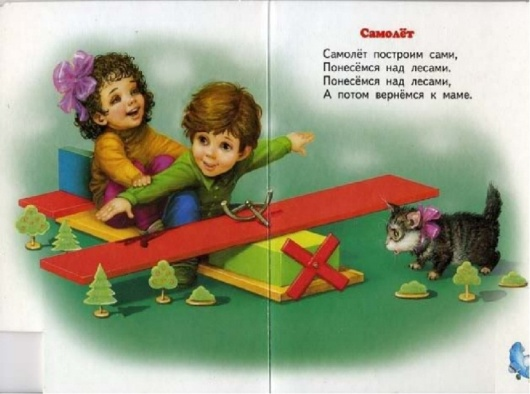 Самолёт
Самолёт построим сами,
Понесёмся над лесами.
Понесёмся над лесами,
А потом вернёмся к маме.